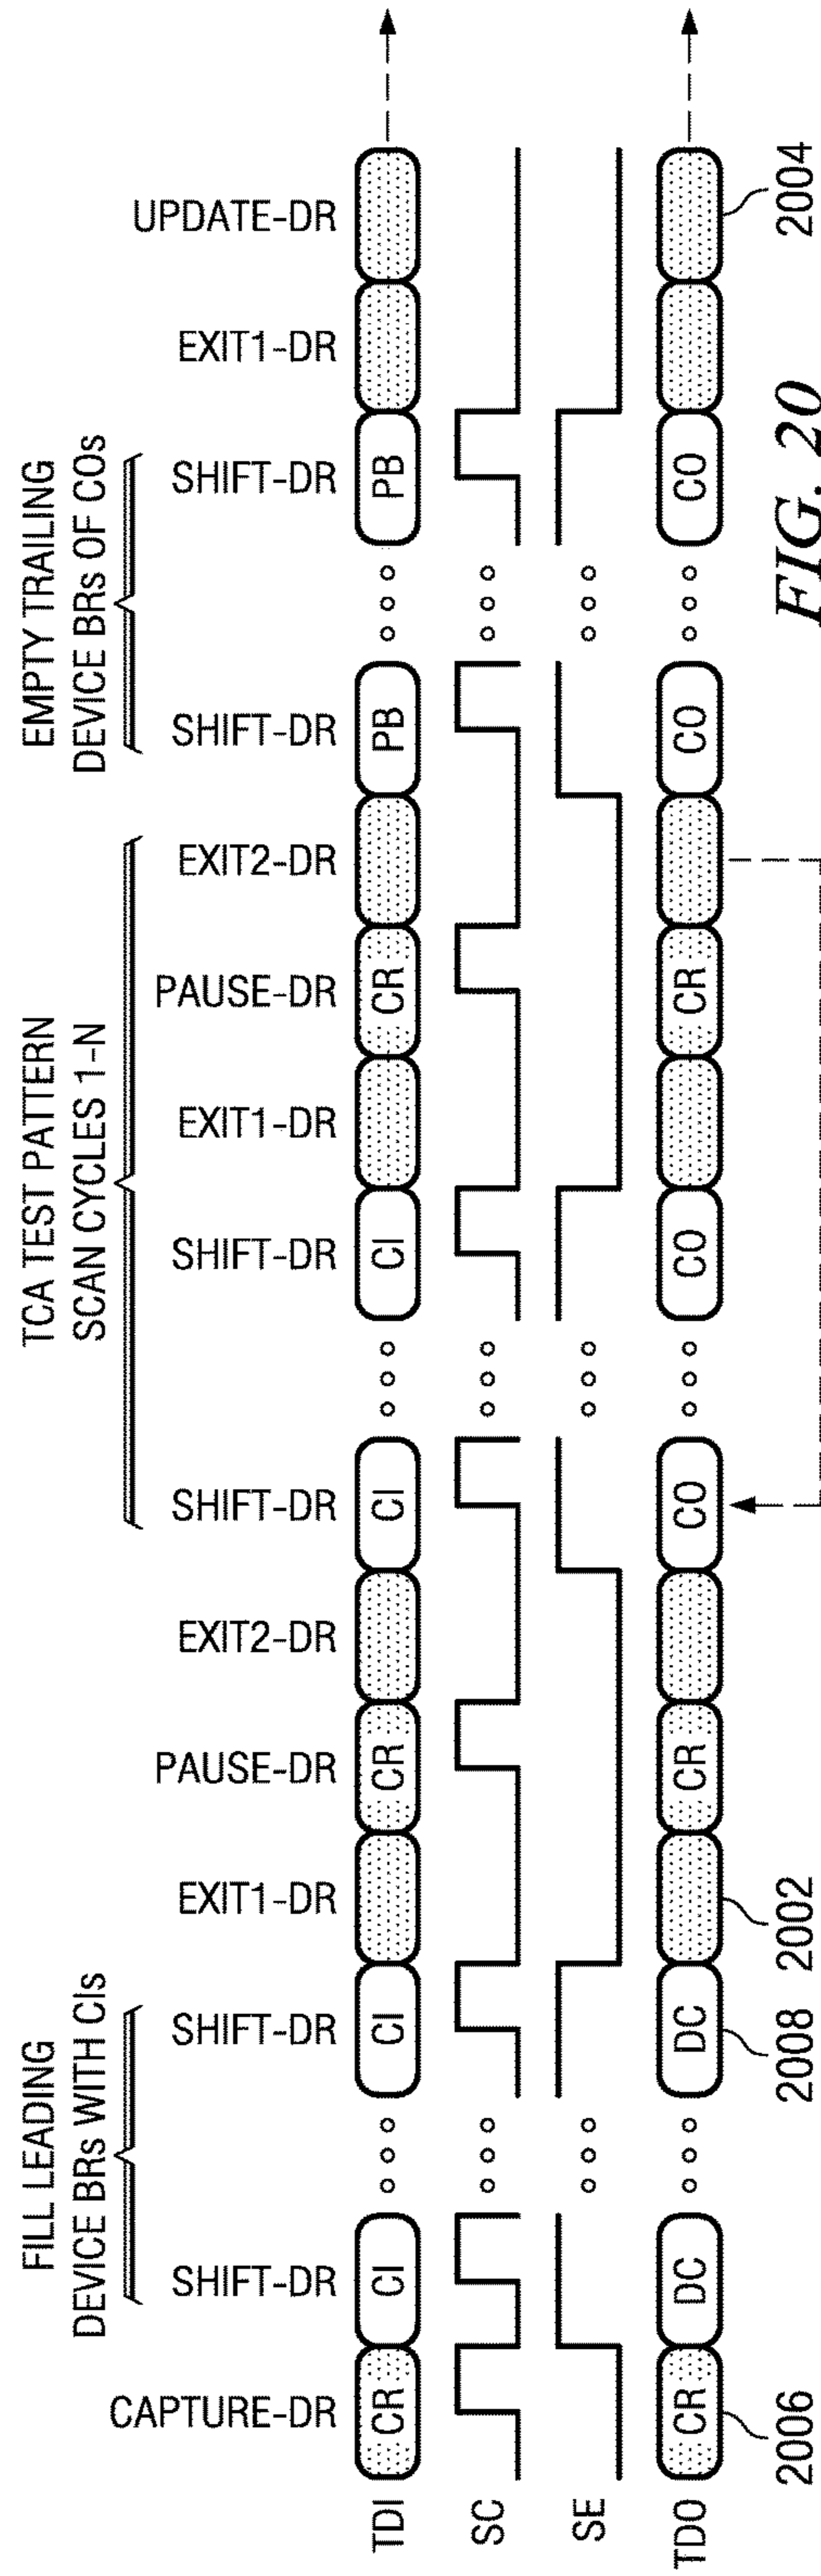 FILL LEADING
DEVICE BRs WITH CIs
TCA TEST PATTERN
SCAN CYCLES 1-N
EMPTY TRAILING
DEVICE BRs OF COs
CAPTURE-DR
SHIFT-DR
SHIFT-DR
EXIT1-DR
PAUSE-DR
EXIT2-DR
SHIFT-DR
SHIFT-DR
EXIT1-DR
PAUSE-DR
EXIT2-DR
SHIFT-DR
SHIFT-DR
EXIT1-DR
UPDATE-DR
TDI CR CI CI CR CI CI CR PB PB
SC
SE
TDO CR DC DC CR CO CO CR CO CO
2006
2008
2002
2004
FIG. 20